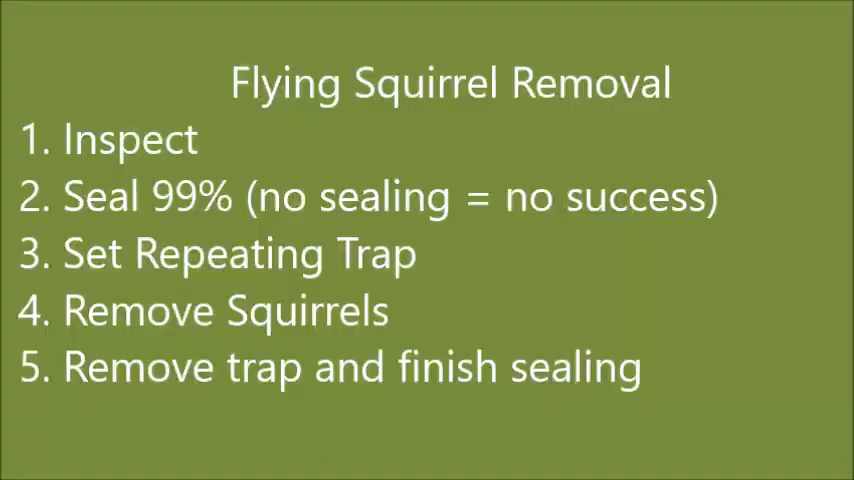 Flying Squirrel Removal
1. Inspect
2. Seal 99% (no sealing = no success)
3. Set Repeating Trap
4. Remove Squirrels
5. Remove trap and finish sealing